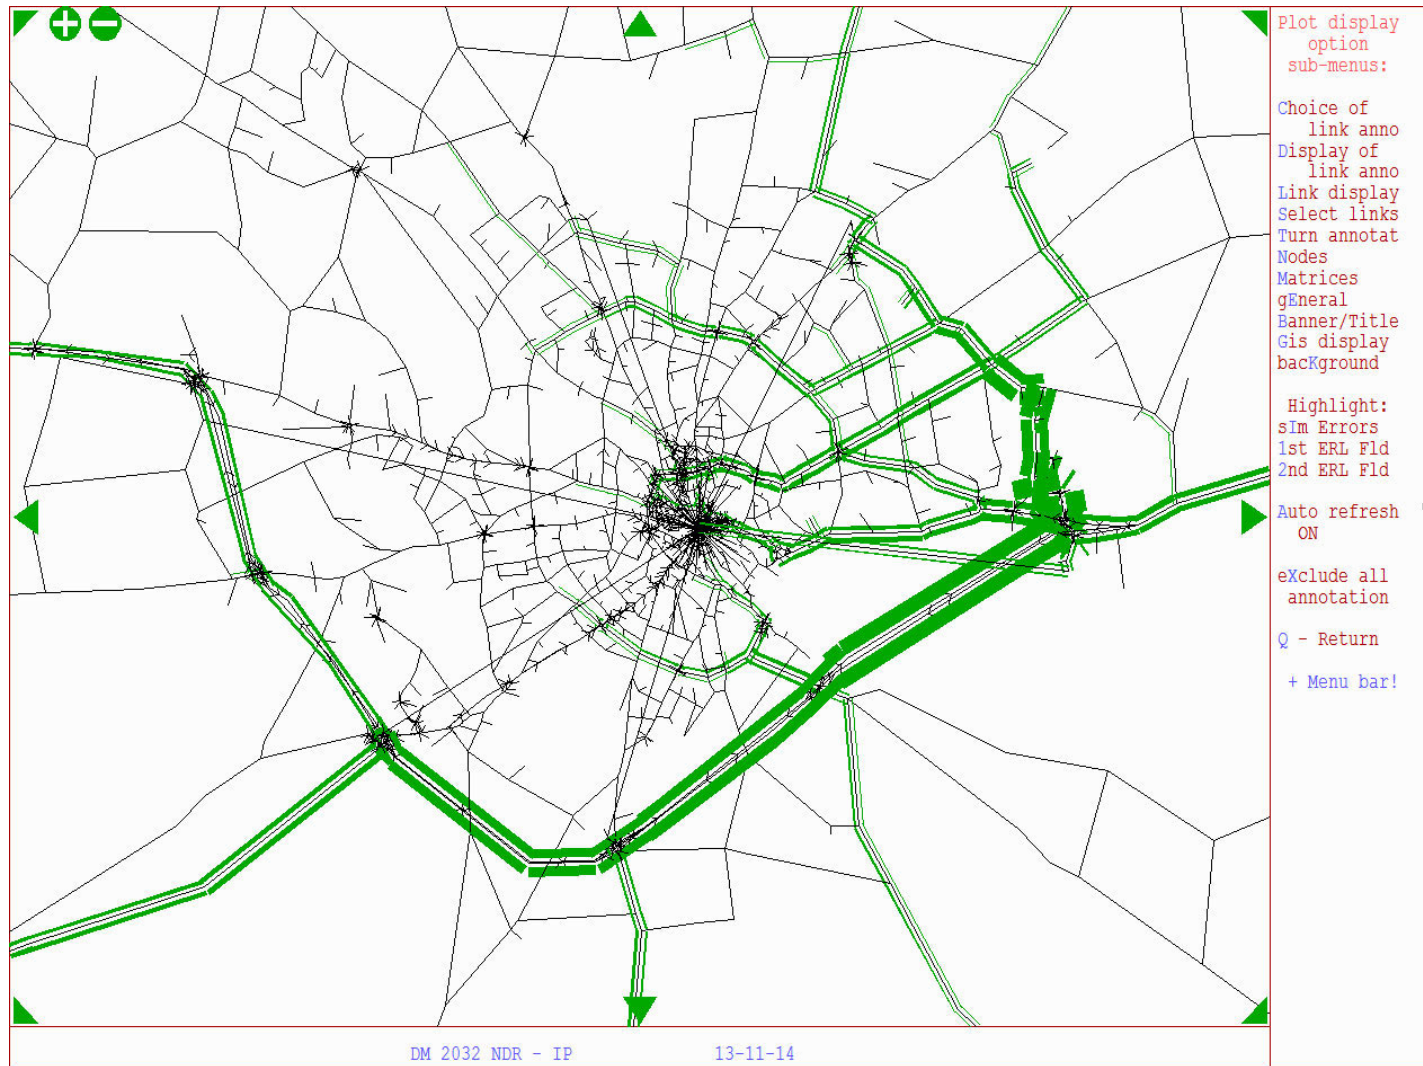 Plot display
option
sub-menus:
Choice of
link anno
Display of
link anno
Link display
Select links
Turn annotat
Nodes
Matrices
gEneral
Banner/Title
Gis display
bacKground
Highlight:
sIm Errors
1st ERL Fld
2nd ERL Fld
Auto refresh
ON
eXclude all
annotation
Q - Return
+ Menu bar!
DM 2032 NDR - IP 13-11-14